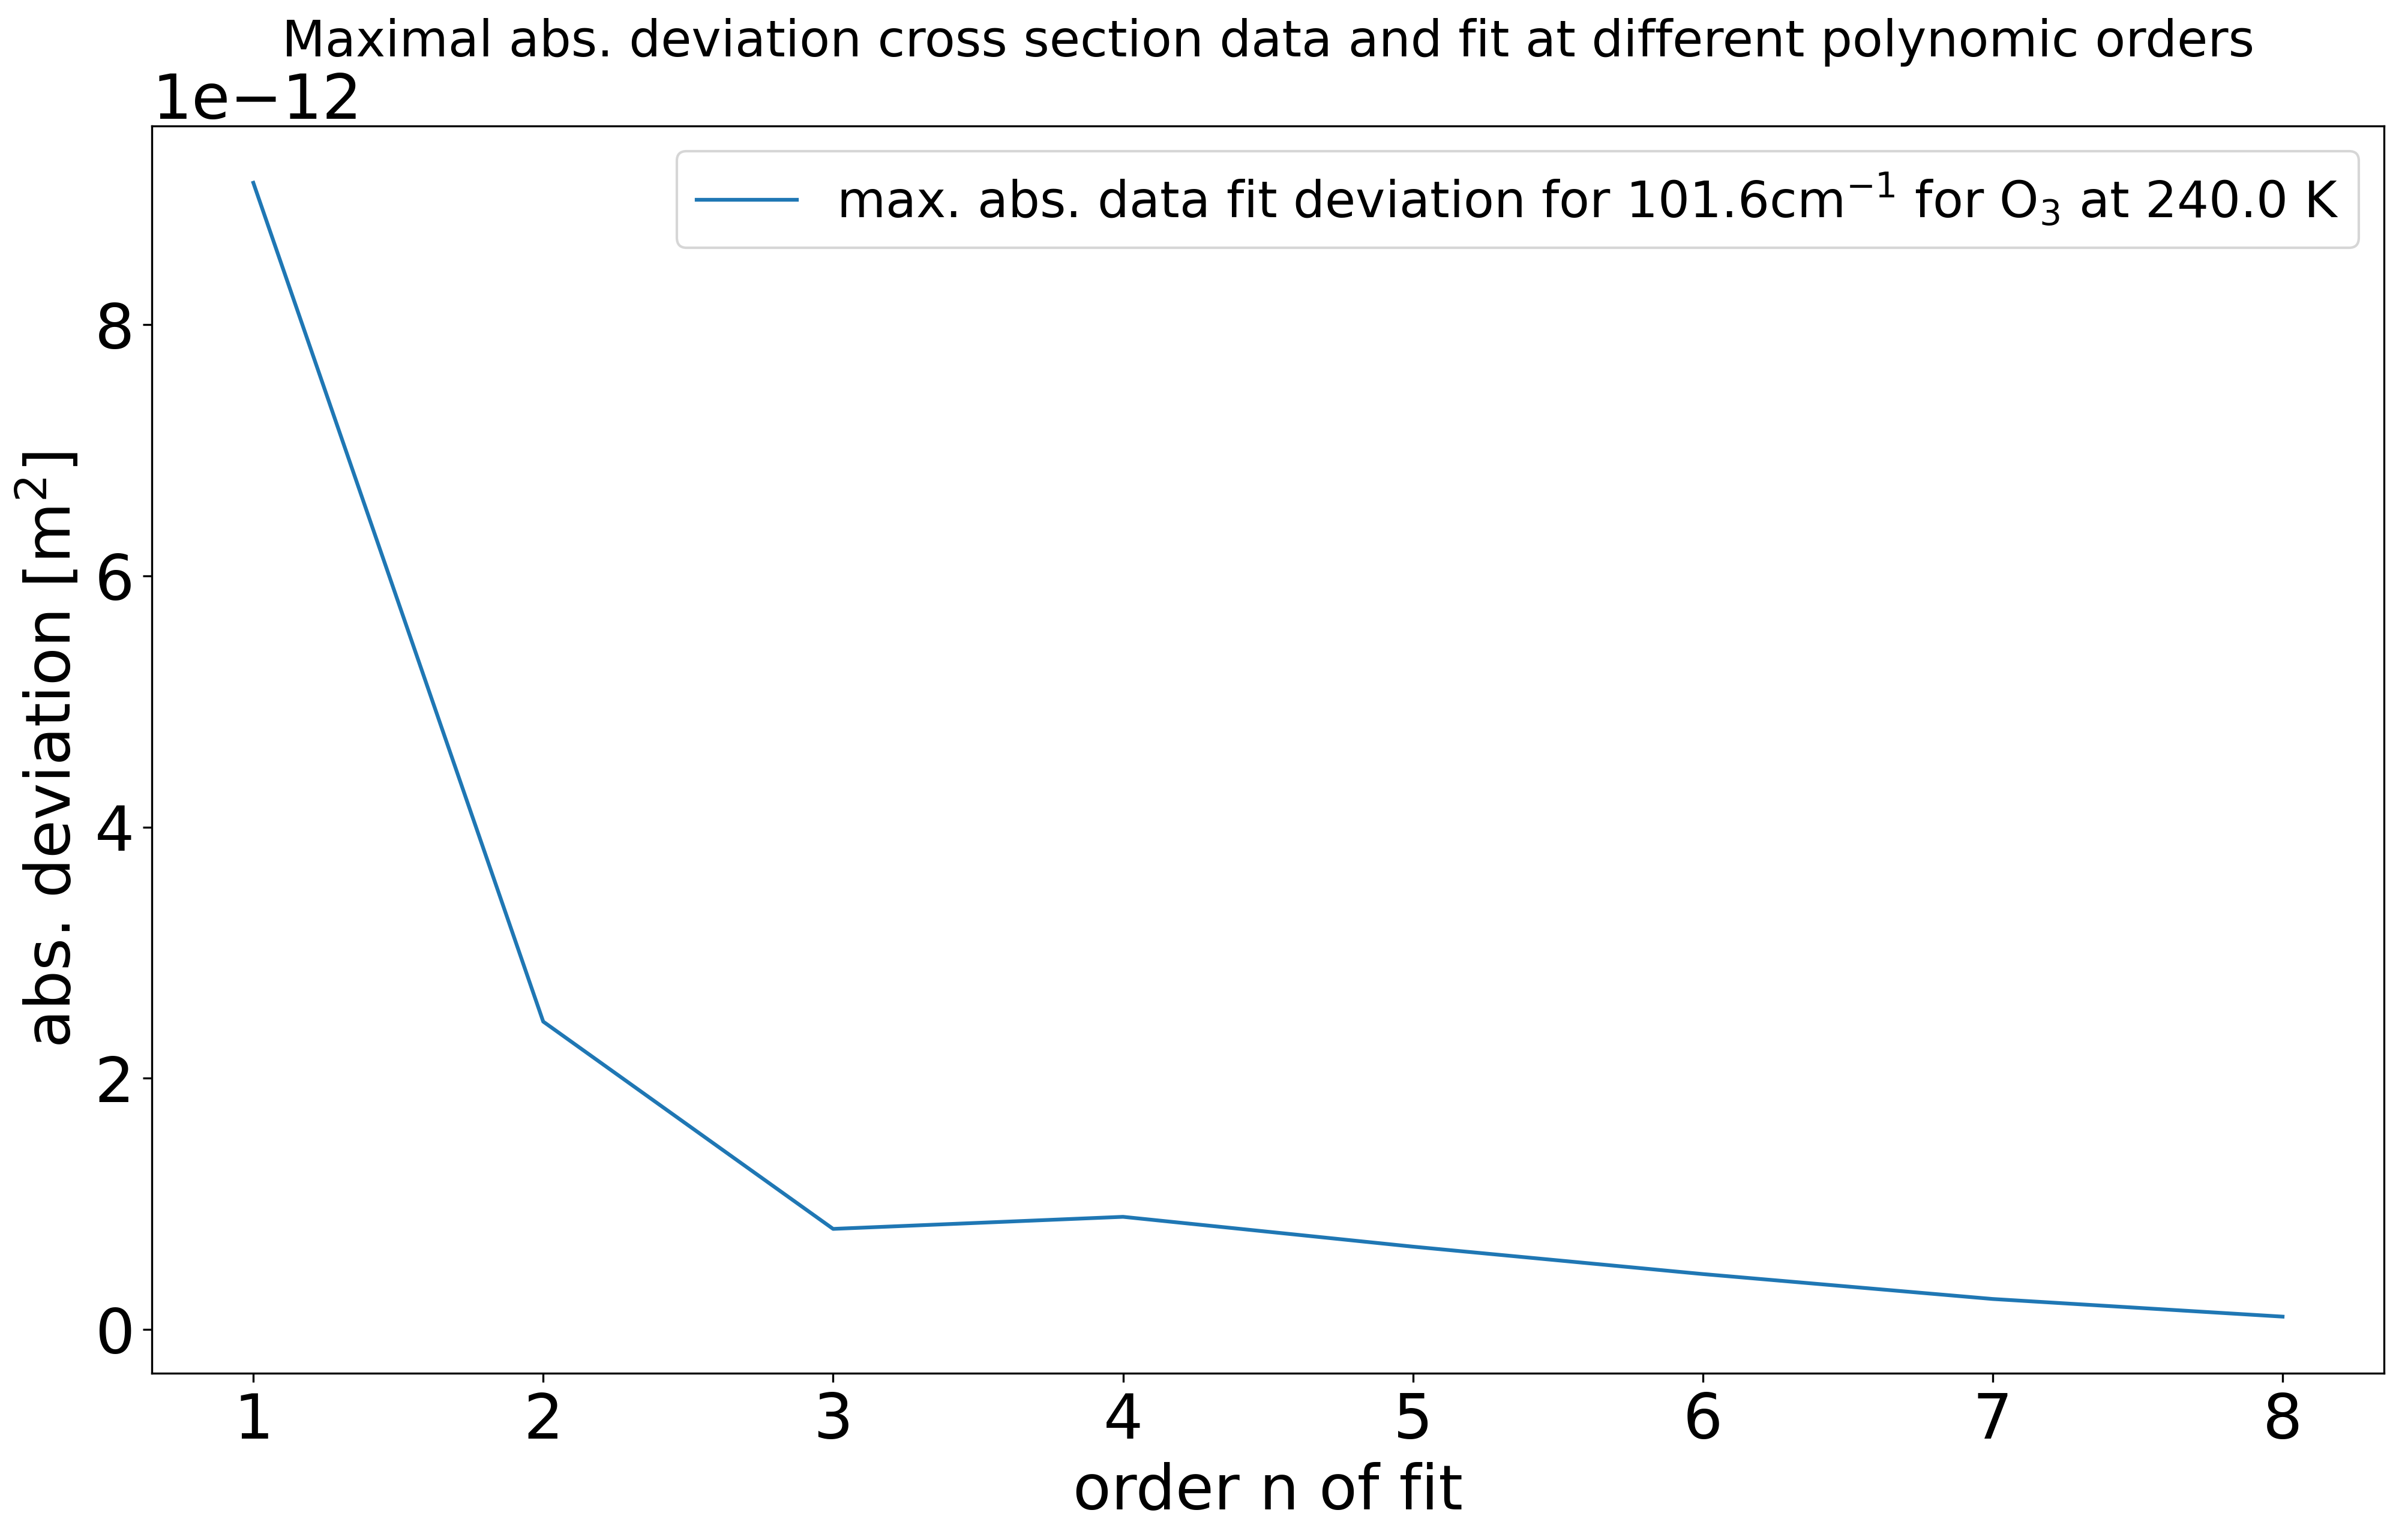 Maximal abs. deviation cross section data and fit at different polynomic orders
1e−12
max. abs. data fit deviation for 101.6cm⁻¹ for O₃ at 240.0 K
abs. deviation [m²]
8
6
4
2
0
1 2 3 4 5 6 7 8
order n of fit